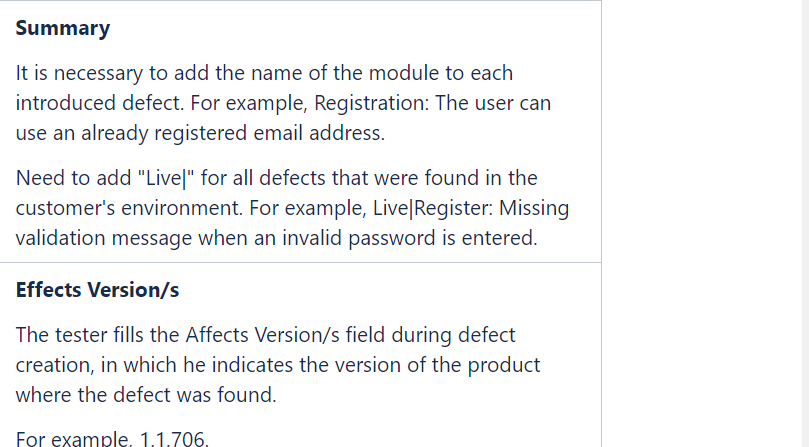 Summary
It is necessary to add the name of the module to each
introduced defect. For example, Registration: The user can
use an already registered email address.
Need to add "Live|" for all defects that were found in the
customer's environment. For example, Live|Register: Missing
validation message when an invalid password is entered.
Effects Version/s
The tester fills the Affects Version/s field during defect
creation, in which he indicates the version of the product
where the defect was found.
For example, 1.1.706.